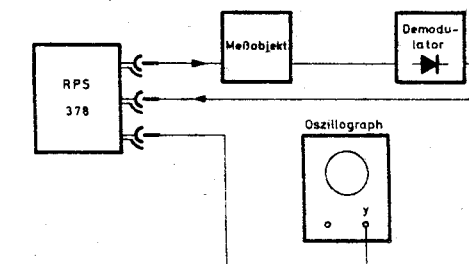 Meßobjekt
Demodu-
lator
RPS
378
Oszillograph
y